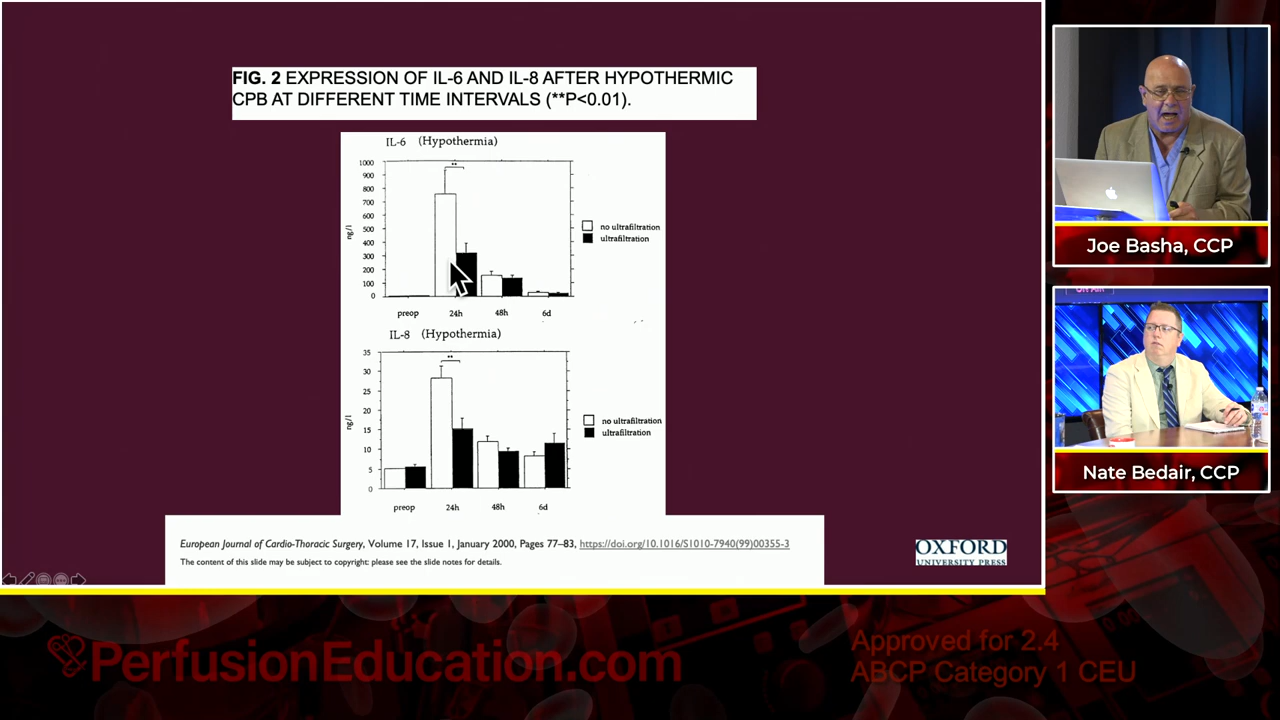 FIG. 2 EXPRESSION OF IL-6 AND IL-8 AFTER HYPOTHERMIC
CPB AT DIFFERENT TIME INTERVALS (**P<0.01).
IL-6 (Hypothermia)
1000
900
800
700
600
500
400
300
200
100
0
ng/l
**
no ultrafiltration
ultrafiltration
preop 24h 48h 6d
IL-8 (Hypothermia)
35
30
25
20
15
10
5
0
ng/l
**
no ultrafiltration
ultrafiltration
preop 24h 48h 6d
European Journal of Cardio-Thoracic Surgery, Volume 17, Issue 1, January 2000, Pages 77–83, https://doi.org/10.1016/S1010-7940(99)00355-3
The content of this slide may be subject to copyright: please see the slide notes for details.
OXFORD
UNIVERSITY PRESS
Joe Basha, CCP
ON AIR
Nate Bedair, CCP
PerfusionEducation.com
Approved for 2.4
ABCP Category 1 CEU